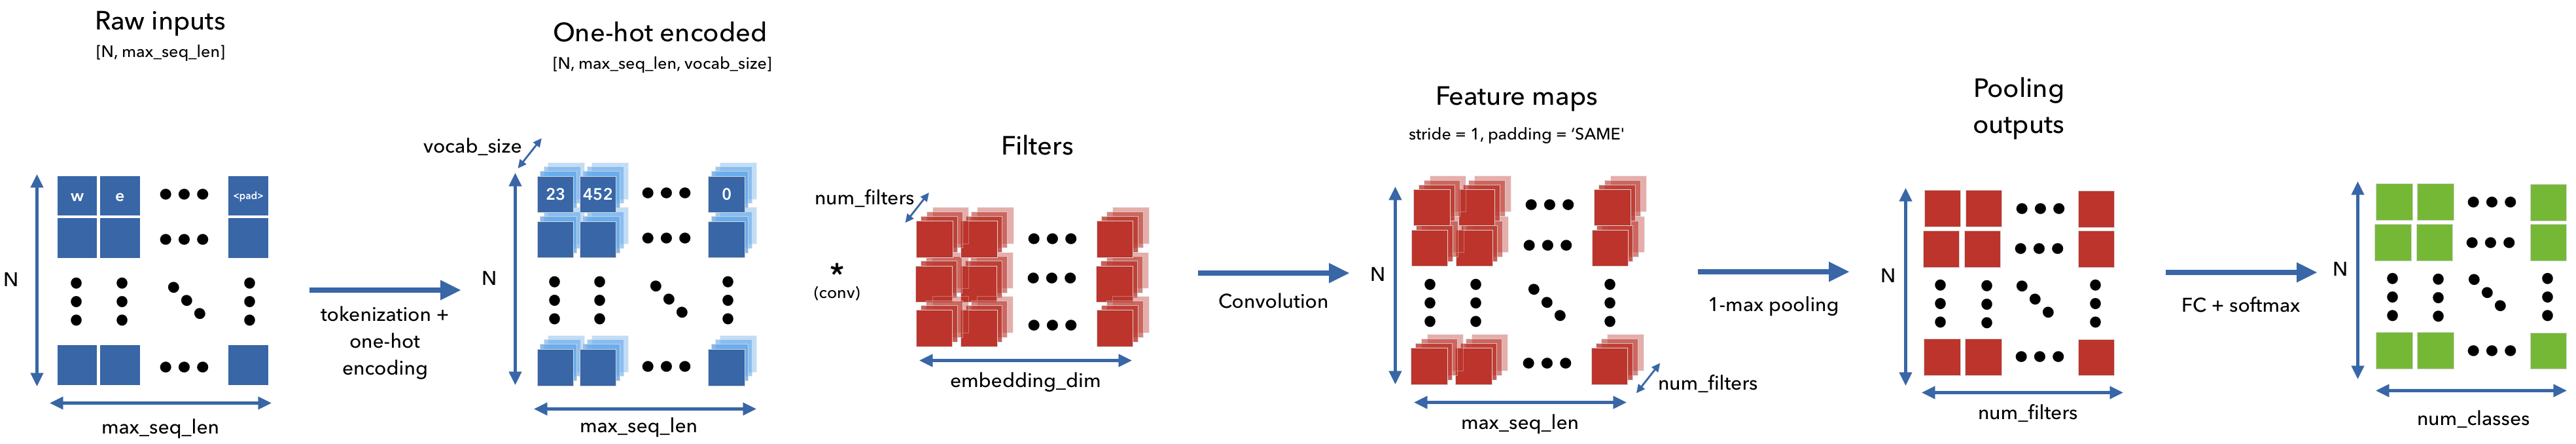 Raw inputs
[N, max_seq_len]
N
w e <pad>
max_seq_len
tokenization +
one-hot
encoding
One-hot encoded
[N, max_seq_len, vocab_size]
vocab_size
N
23 452 0
max_seq_len
*
(conv)
Filters
num_filters
embedding_dim
Convolution
Feature maps
stride = 1, padding = ‘SAME'
N
num_filters
max_seq_len
1-max pooling
Pooling
outputs
N
num_filters
FC + softmax
N
num_classes